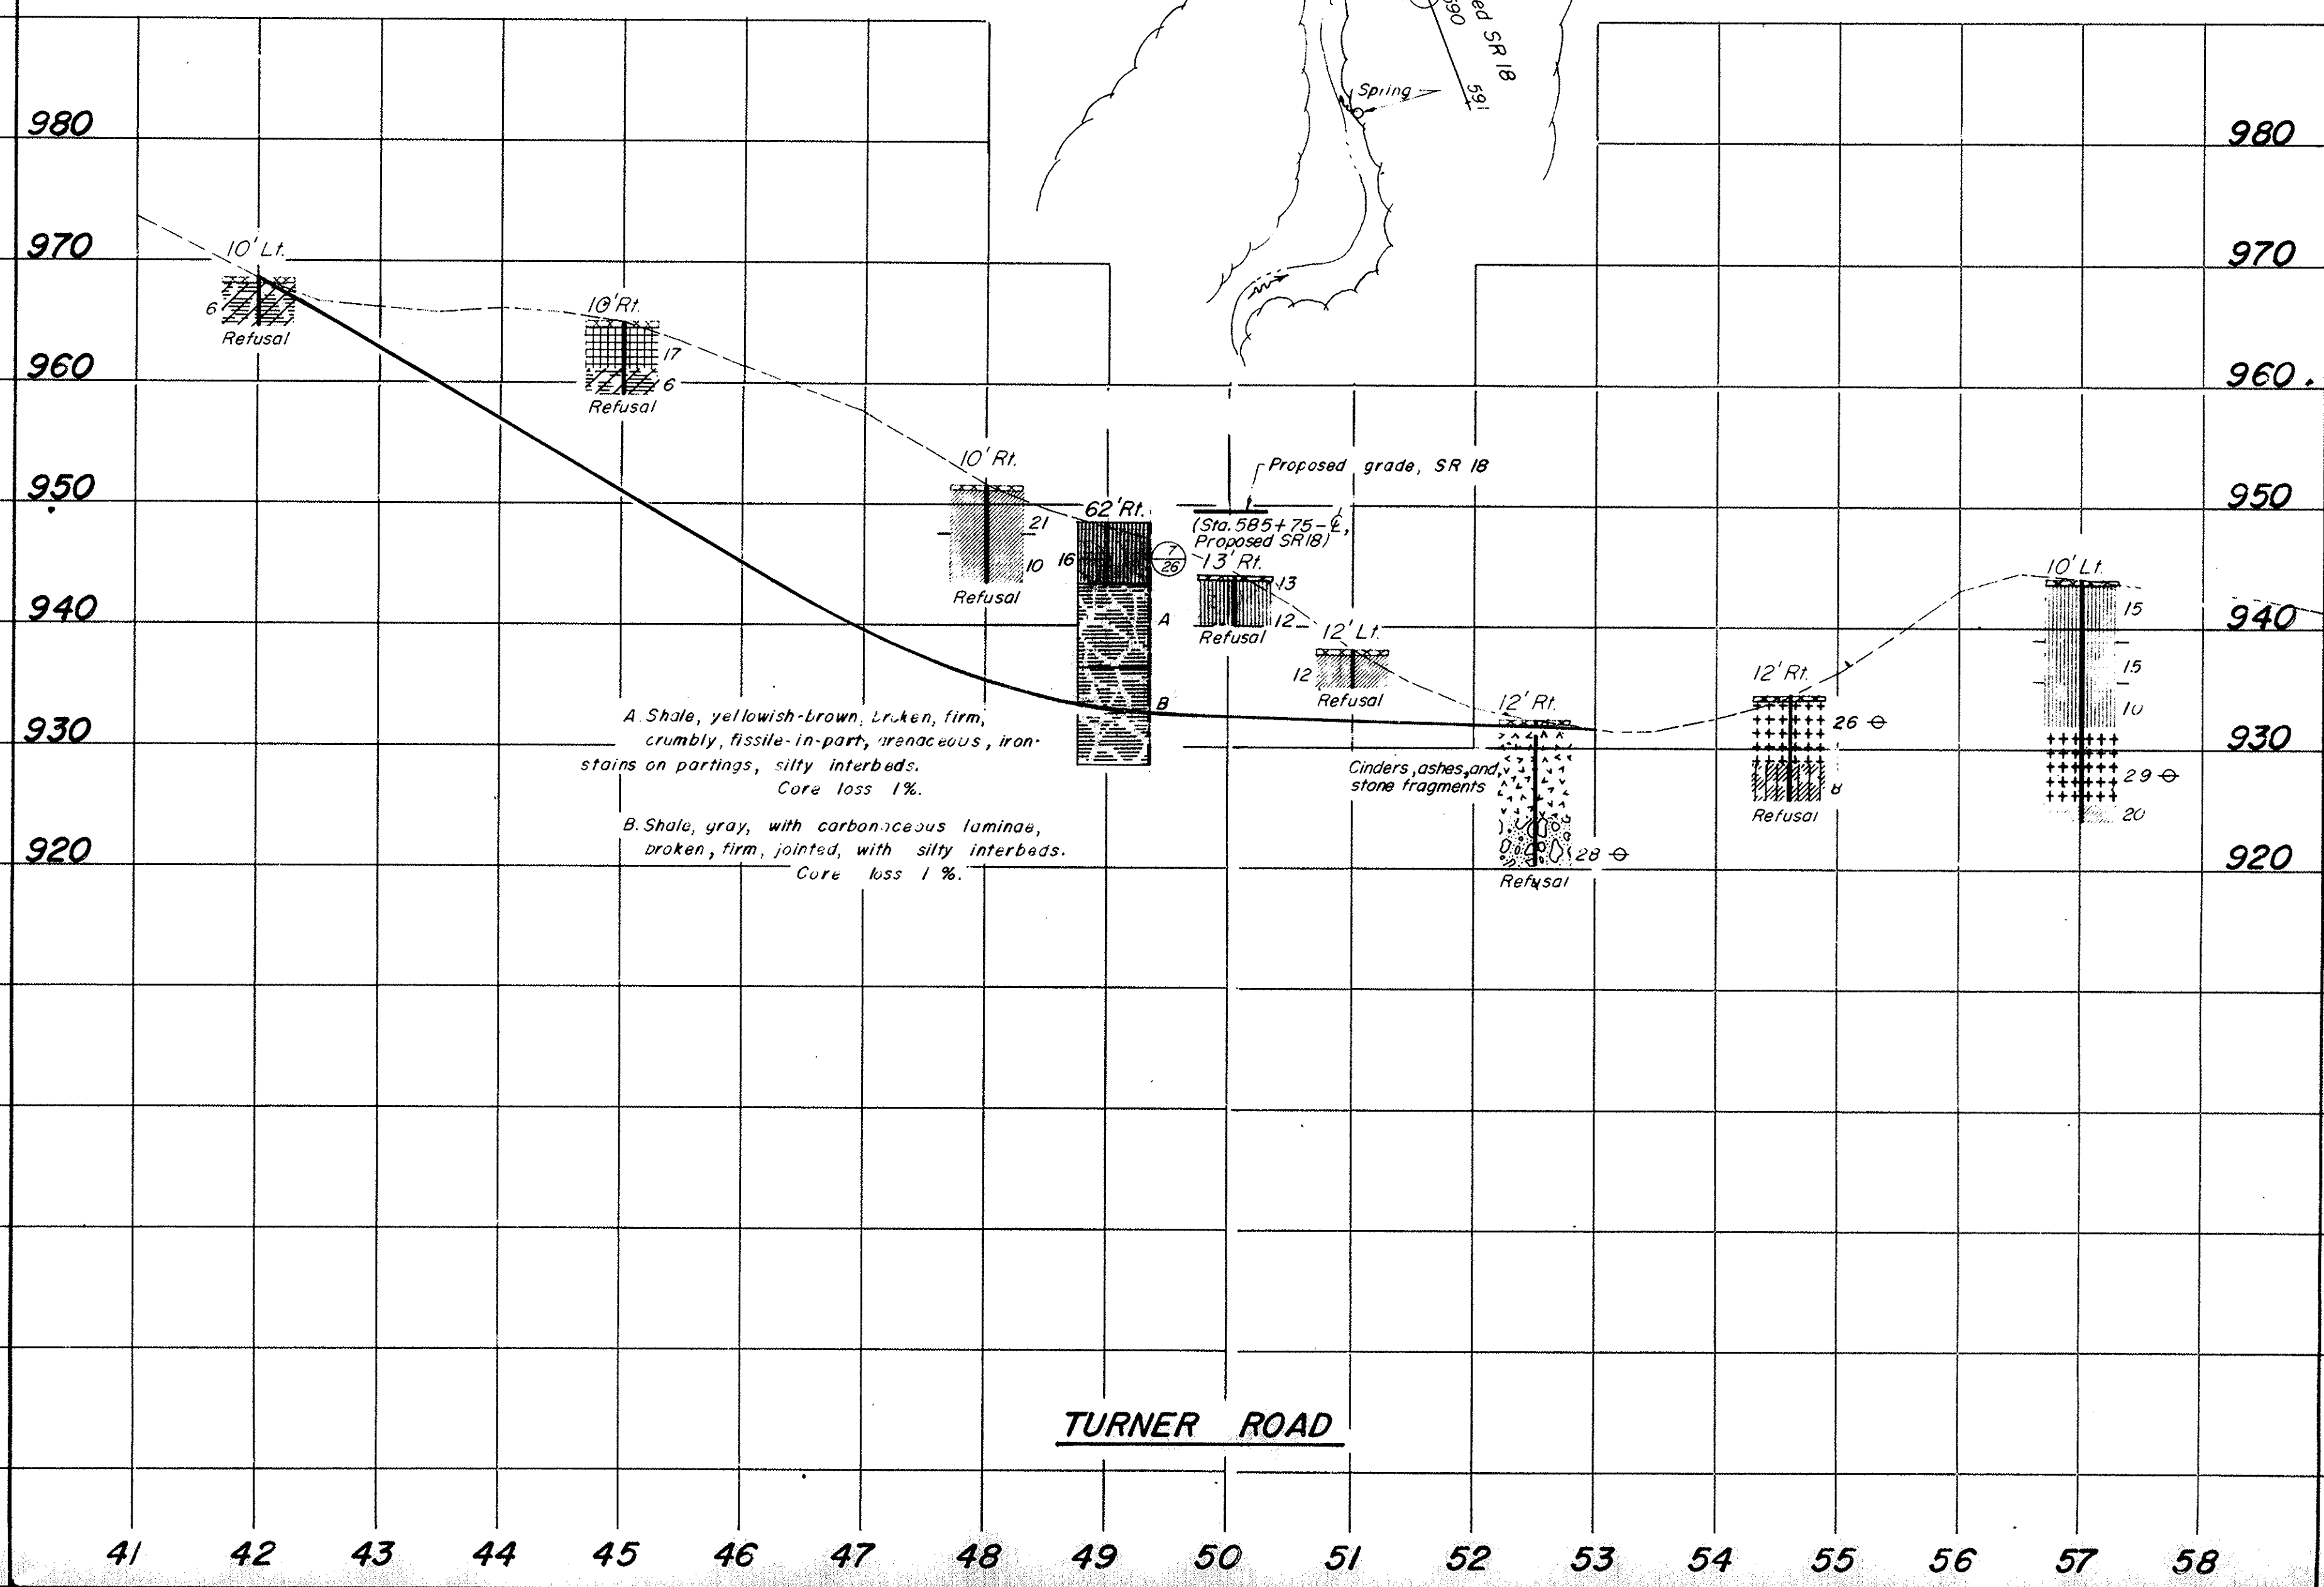 ed SR 18
590
591
Spring
980
980
970
970
960
960
950
950
940
940
930
930
920
920
10' Lt.
6
Refusal
10' Rt.
17
6
Refusal
10' Rt.
21
10
Refusal
62' Rt.
16
7
26
A
B
Proposed grade, SR 18
(Sta. 585+75-℄,
Proposed SR18)
13' Rt.
13
12
Refusal
12' Lt.
12
Refusal
12' Rt.
Cinders, ashes, and
stone fragments
28
Refusal
12' Rt.
26
8
Refusal
10' Lt.
15
15
10
29
20
A. Shale, yellowish-brown, broken, firm,
crumbly, fissile-in-part, arenaceous, iron-
stains on partings, silty interbeds.
Core loss 1%.
B. Shale, gray, with carbonaceous laminae,
broken, firm, jointed, with silty interbeds.
Core loss 1%.
TURNER ROAD
41 42 43 44 45 46 47 48 49 50 51 52 53 54 55 56 57 58